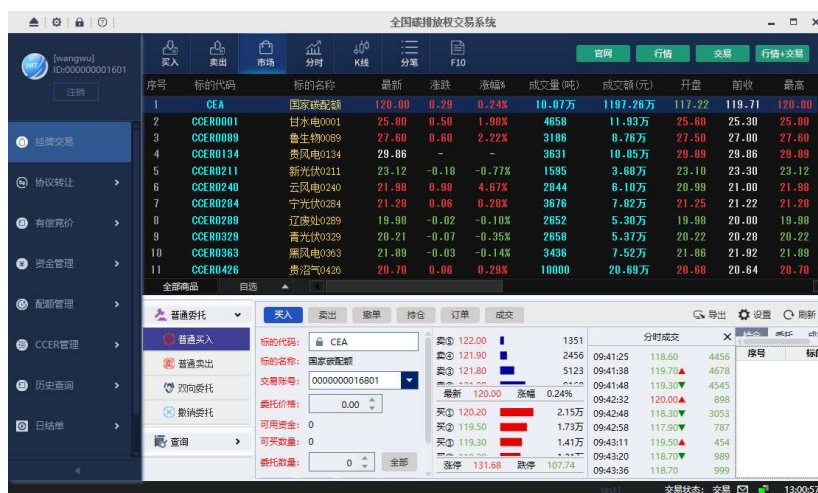 全国碳排放权交易系统
[wangwu]
ID:000000001601
注销
买入 卖出 市场 分时 K线 分笔 F10
官网 行情 交易 行情+交易
序号 标的代码 标的名称 最新 涨跌 涨幅% 成交量(吨) 成交额(元) 开盘 前收 最高
1 CEA 国家碳配额 120.00 0.29 0.24% 10.07万 1197.26万 117.22 119.71 120.00
2 CCER0001 甘水电0001 25.80 0.50 1.98% 4658 11.93万 25.60 25.30 25.80
3 CCER0089 鲁生物0089 27.60 0.60 2.22% 3186 8.76万 27.50 27.00 27.60
4 CCER0134 贵风电0134 29.86 - - 3631 10.85万 29.89 29.86 29.89
5 CCER0211 新光伏0211 23.12 -0.18 -0.77% 1595 3.68万 23.10 23.30 23.12
6 CCER0240 云风电0240 21.98 0.98 4.67% 2844 6.10万 20.99 21.00 21.98
7 CCER0284 宁光伏0284 21.28 0.06 0.28% 3676 7.82万 21.25 21.22 21.28
8 CCER0289 辽废处0289 19.98 -0.02 -0.10% 2652 5.30万 19.98 20.00 19.98
9 CCER0329 青光伏0329 20.21 -0.07 -0.35% 2658 5.37万 20.22 20.28 20.21
10 CCER0363 黑风电0363 21.89 -0.03 -0.14% 3436 7.52万 21.86 21.92 21.89
11 CCER0426 贵沼气0426 20.70 0.06 0.29% 10000 20.69万 20.68 20.64 20.70
全部商品 自选
挂牌交易
协议转让
有偿竞价
资金管理
配额管理
CCER管理
历史查询
日结单
普通委托
普通买入
普通卖出
双向委托
撤消委托
查询
买入 卖出 撤单 持仓 订单 成交
导出 设置 刷新
标的代码: CEA
标的名称: 国家碳配额
交易账号: 0000000016801
委托价格: 0.00
可用资金: 0
可买数量: 0
委托数量: 0 全部
卖⑤ 122.00 1351
卖④ 121.90 2456
卖③ 121.80 5123
最新 120.00 涨幅 0.24%
买① 120.20 2.15万
买② 119.50 1.73万
买③ 119.30 1.41万
涨停 131.68 跌停 107.74
分时成交
09:41:25 118.60 4456
09:41:38 119.70▲ 4678
09:41:48 119.30▼ 4545
09:42:32 120.00▲ 898
09:42:48 118.30▼ 3053
09:42:58 117.90▼ 787
09:43:11 119.50▲ 454
09:43:20 118.70▼ 989
09:43:36 118.70 999
序号
交易状态: 交易 13:00:57